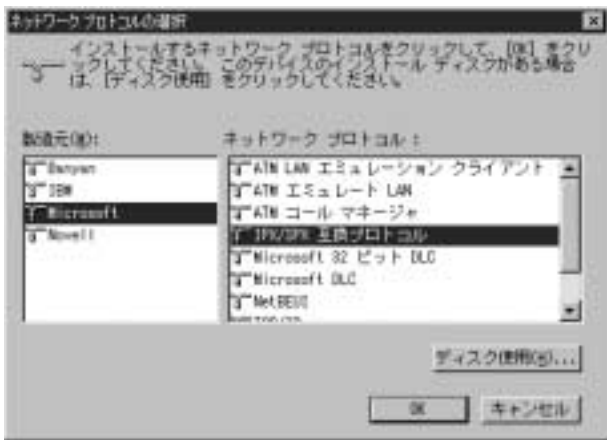 ネットワーク プロトコルの選択
インストールするネットワーク プロトコルをクリックして、[OK] をクリ
ックしてください。このデバイスのインストール ディスクがある場合
は、[ディスク使用] をクリックしてください。
製造元(M):
ネットワーク プロトコル :
Banyan
IBM
Microsoft
Novell
ATM LAN エミュレーション クライアント
ATM エミュレート LAN
ATM コール マネージャ
IPX/SPX 互換プロトコル
Microsoft 32 ビット DLC
Microsoft DLC
NetBEUI
ディスク使用(H)...
OK
キャンセル